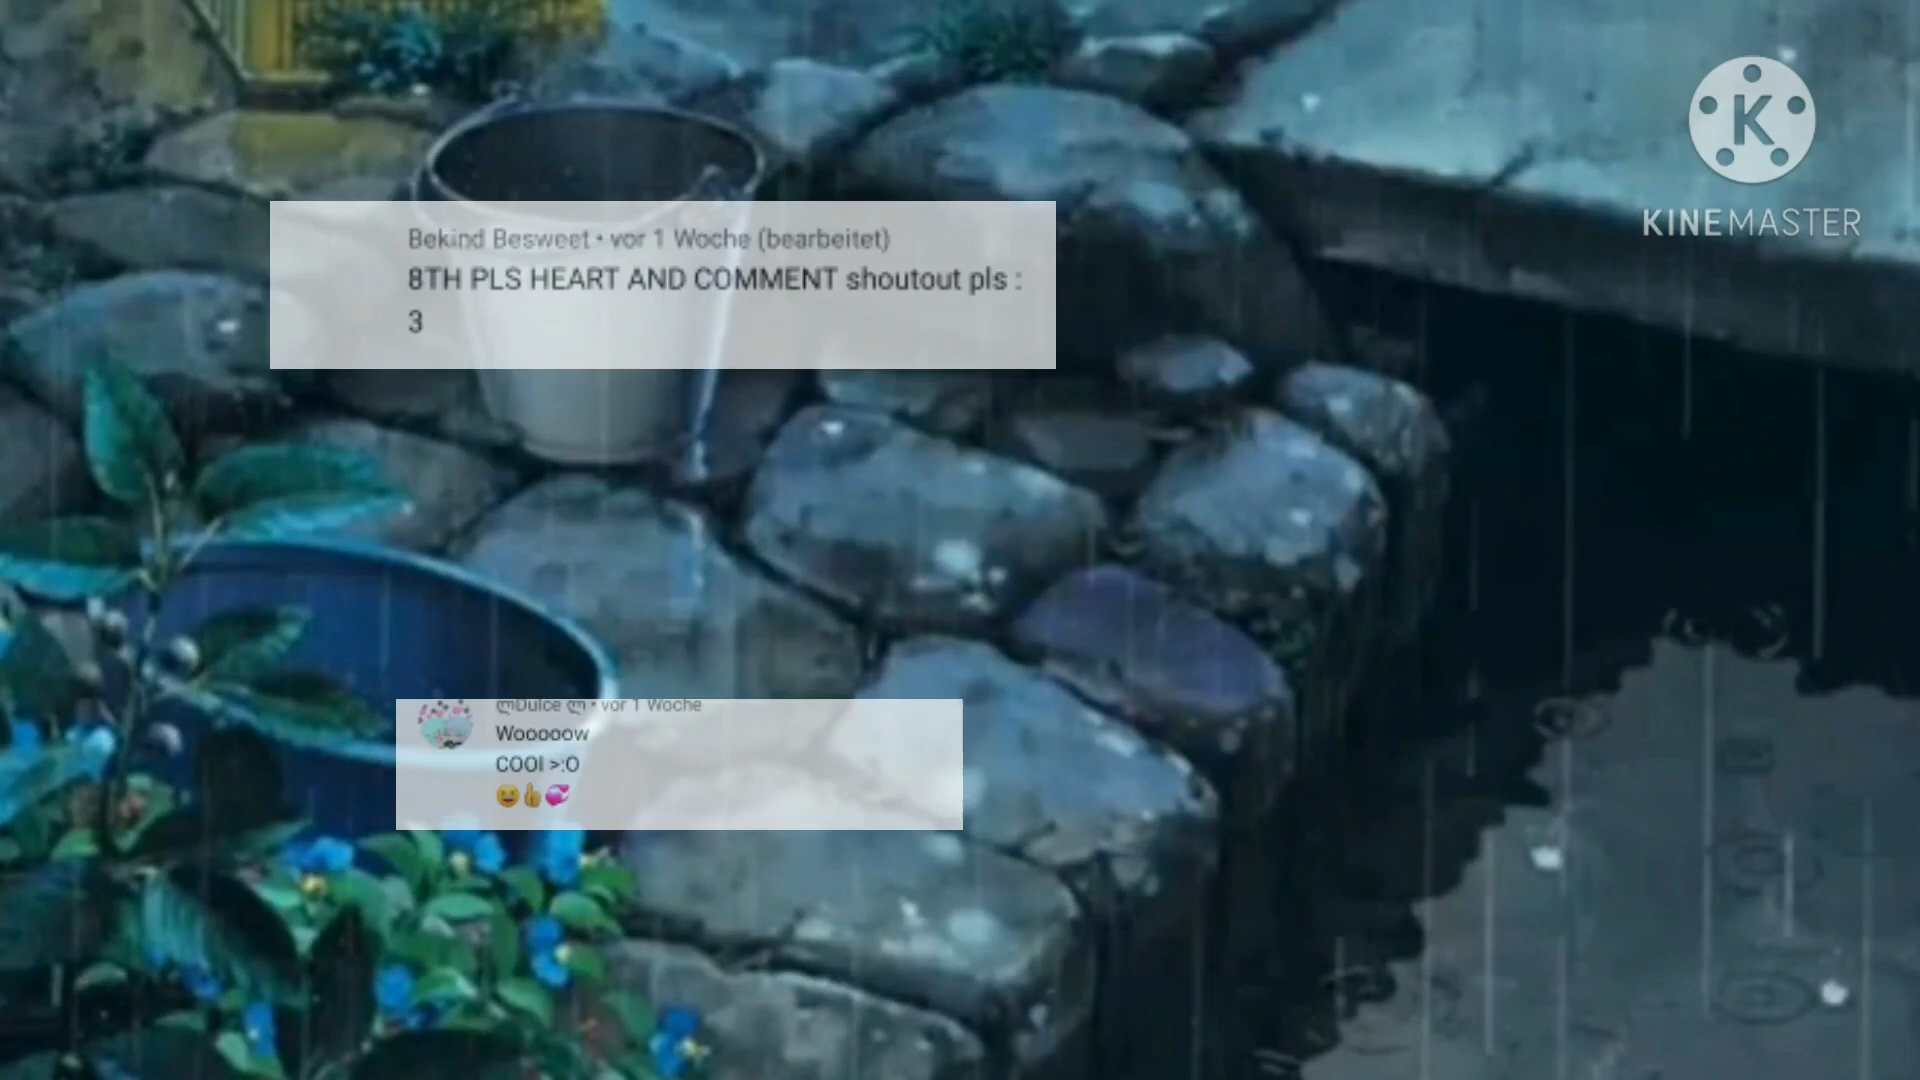 K
KINEMASTER
Bekind Besweet • vor 1 Woche (bearbeitet)
8TH PLS HEART AND COMMENT shoutout pls :
3
ღDulce ღ • vor 1 Woche
Wooooow
COOl >:O
😆👍💞